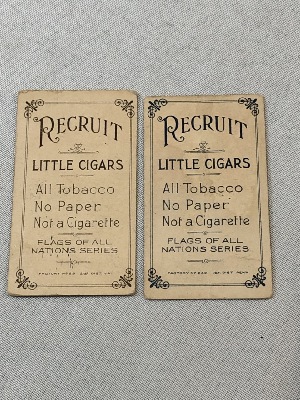 RECRUIT
LITTLE CIGARS
All Tobacco
No Paper
Not a Cigarette
FLAGS OF ALL
NATIONS SERIES
RECRUIT
LITTLE CIGARS
All Tobacco
No Paper
Not a Cigarette
FLAGS OF ALL
NATIONS SERIES